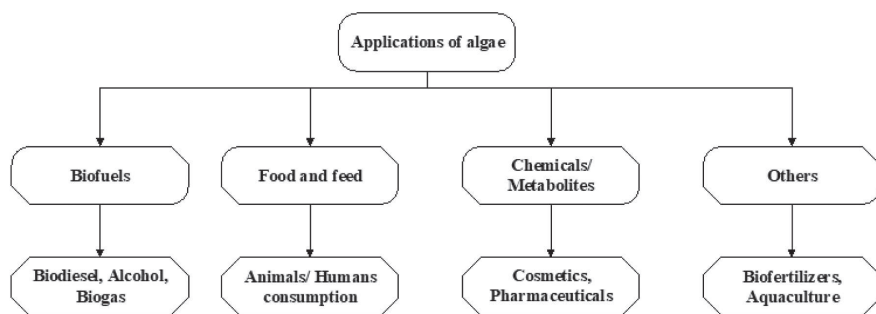 Applications of algae
Biofuels
Food and feed
Chemicals/
Metabolites
Others
Biodiesel, Alcohol,
Biogas
Animals/ Humans
consumption
Cosmetics,
Pharmaceuticals
Biofertilizers,
Aquaculture